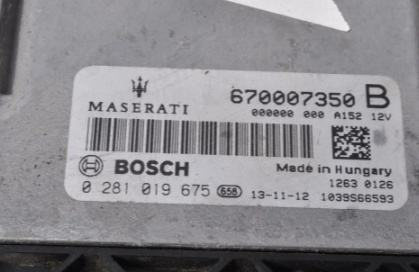 MASERATI 670007350 B
000000 000 A152 12V
BOSCH Made in Hungary
1263 0126
0 281 019 675 658 13-11-12 1039S66593